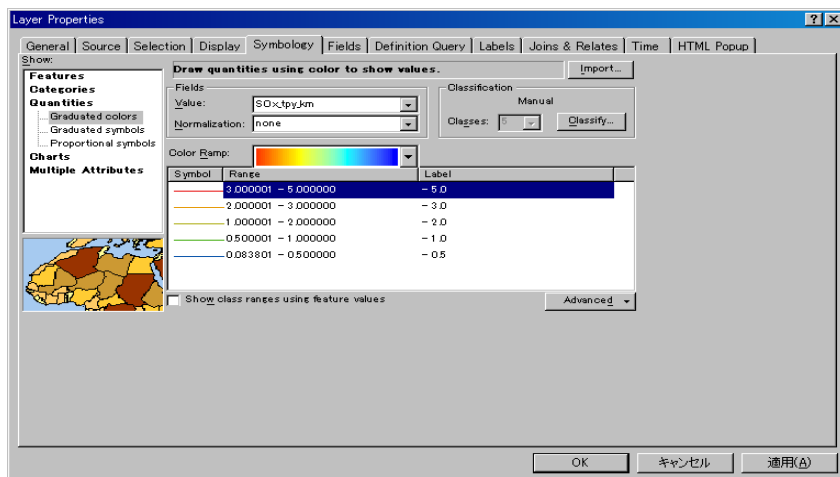 Layer Properties
General Source Selection Display Symbology Fields Definition Query Labels Joins & Relates Time HTML Popup
Show:
Features
Categories
Quantities
Graduated colors
Graduated symbols
Proportional symbols
Charts
Multiple Attributes
Draw quantities using color to show values.
Import...
Fields
Value: SOx_tpy_km
Normalization: none
Classification
Manual
Classes: 5 Classify...
Color Ramp:
Symbol Range Label
3.000001 - 5.000000 - 5.0
2.000001 - 3.000000 - 3.0
1.000001 - 2.000000 - 2.0
0.500001 - 1.000000 - 1.0
0.083801 - 0.500000 - 0.5
Show class ranges using feature values
Advanced
OK キャンセル 適用(A)